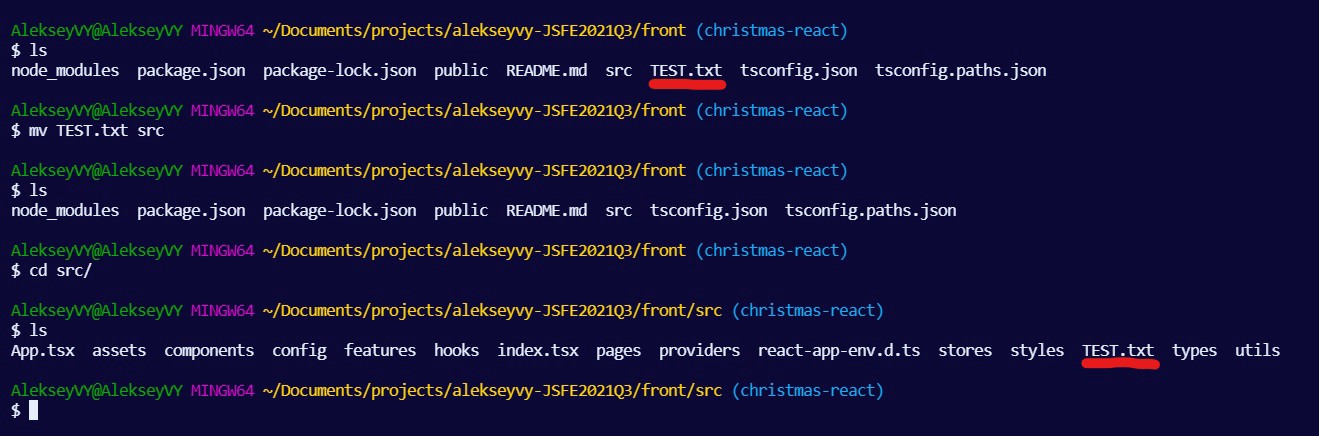 AlekseyVY@AlekseyVY MINGW64 ~/Documents/projects/alekseyvy-JSFE2021Q3/front (christmas-react)
$ ls
node_modules  package.json  package-lock.json  public  README.md  src  TEST.txt  tsconfig.json  tsconfig.paths.json
AlekseyVY@AlekseyVY MINGW64 ~/Documents/projects/alekseyvy-JSFE2021Q3/front (christmas-react)
$ mv TEST.txt src
AlekseyVY@AlekseyVY MINGW64 ~/Documents/projects/alekseyvy-JSFE2021Q3/front (christmas-react)
$ ls
node_modules  package.json  package-lock.json  public  README.md  src  tsconfig.json  tsconfig.paths.json
AlekseyVY@AlekseyVY MINGW64 ~/Documents/projects/alekseyvy-JSFE2021Q3/front (christmas-react)
$ cd src/
AlekseyVY@AlekseyVY MINGW64 ~/Documents/projects/alekseyvy-JSFE2021Q3/front/src (christmas-react)
$ ls
App.tsx  assets  components  config  features  hooks  index.tsx  pages  providers  react-app-env.d.ts  stores  styles  TEST.txt  types  utils
AlekseyVY@AlekseyVY MINGW64 ~/Documents/projects/alekseyvy-JSFE2021Q3/front/src (christmas-react)
$